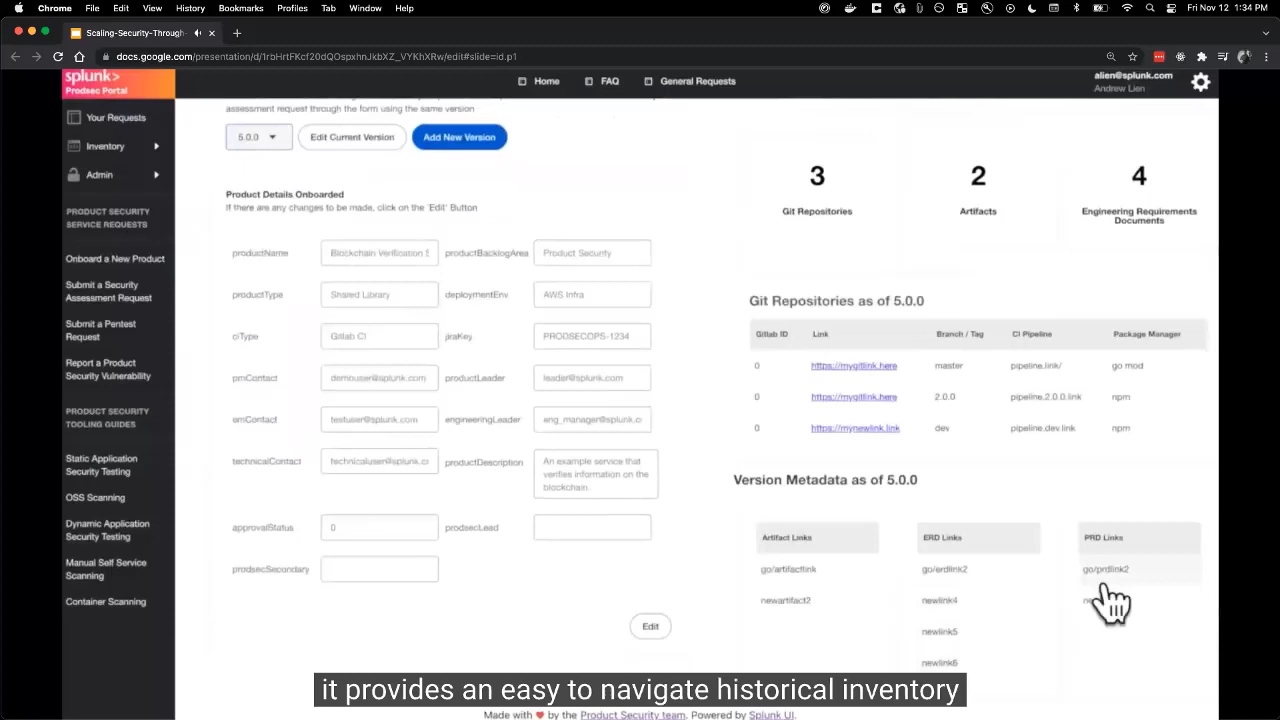 Chrome File Edit View History Bookmarks Profiles Tab Window Help Fri Nov 12 1:34 PM
Scaling-Security-Through-
docs.google.com/presentation/d/1rbHrtFKcf20dQOspxhnJkbXZ_VYKhXRw/edit#slide=id.p1
splunk>
Prodsec Portal
Home FAQ General Requests
alien@splunk.com
Andrew Lien
Your Requests
Inventory
Admin
PRODUCT SECURITY
SERVICE REQUESTS
Onboard a New Product
Submit a Security
Assessment Request
Submit a Pentest
Request
Report a Product
Security Vulnerability
PRODUCT SECURITY
TOOLING GUIDES
Static Application
Security Testing
OSS Scanning
Dynamic Application
Security Testing
Manual Self Service
Scanning
Container Scanning
assessment request through the form using the same version
5.0.0 Edit Current Version Add New Version
Product Details Onboarded
If there are any changes to be made, click on the 'Edit' Button
productName Blockchain Verification S productBacklogArea Product Security
productType Shared Library deploymentEnv AWS Infra
ciType Gitlab CI jiraKey PRODSECOPS-1234
pmContact demouser@splunk.com productLeader leader@splunk.com
emContact testuser@splunk.com engineeringLeader eng_manager@splunk.c
technicalContact technicaluser@splunk.c productDescription An example service that
verifies information on the
blockchain.
approvalStatus 0 prodsecLead
prodsecSecondary
Edit
3 2 4
Git Repositories Artifacts Engineering Requirements
Documents
Git Repositories as of 5.0.0
Gitlab ID Link Branch / Tag CI Pipeline Package Manager
0 https://mygitlink.here master pipeline.link/ go mod
0 https://mygitlink.here 2.0.0 pipeline.2.0.0.link npm
0 https://mynewlink.link dev pipeline.dev.link npm
Version Metadata as of 5.0.0
Artifact Links ERD Links PRD Links
go/artifactlink go/erdlink2 go/prdlink2
newartifact2 newlink4
newlink5
newlink6
it provides an easy to navigate historical inventory
Made with ❤ by the Product Security team. Powered by Splunk UI.